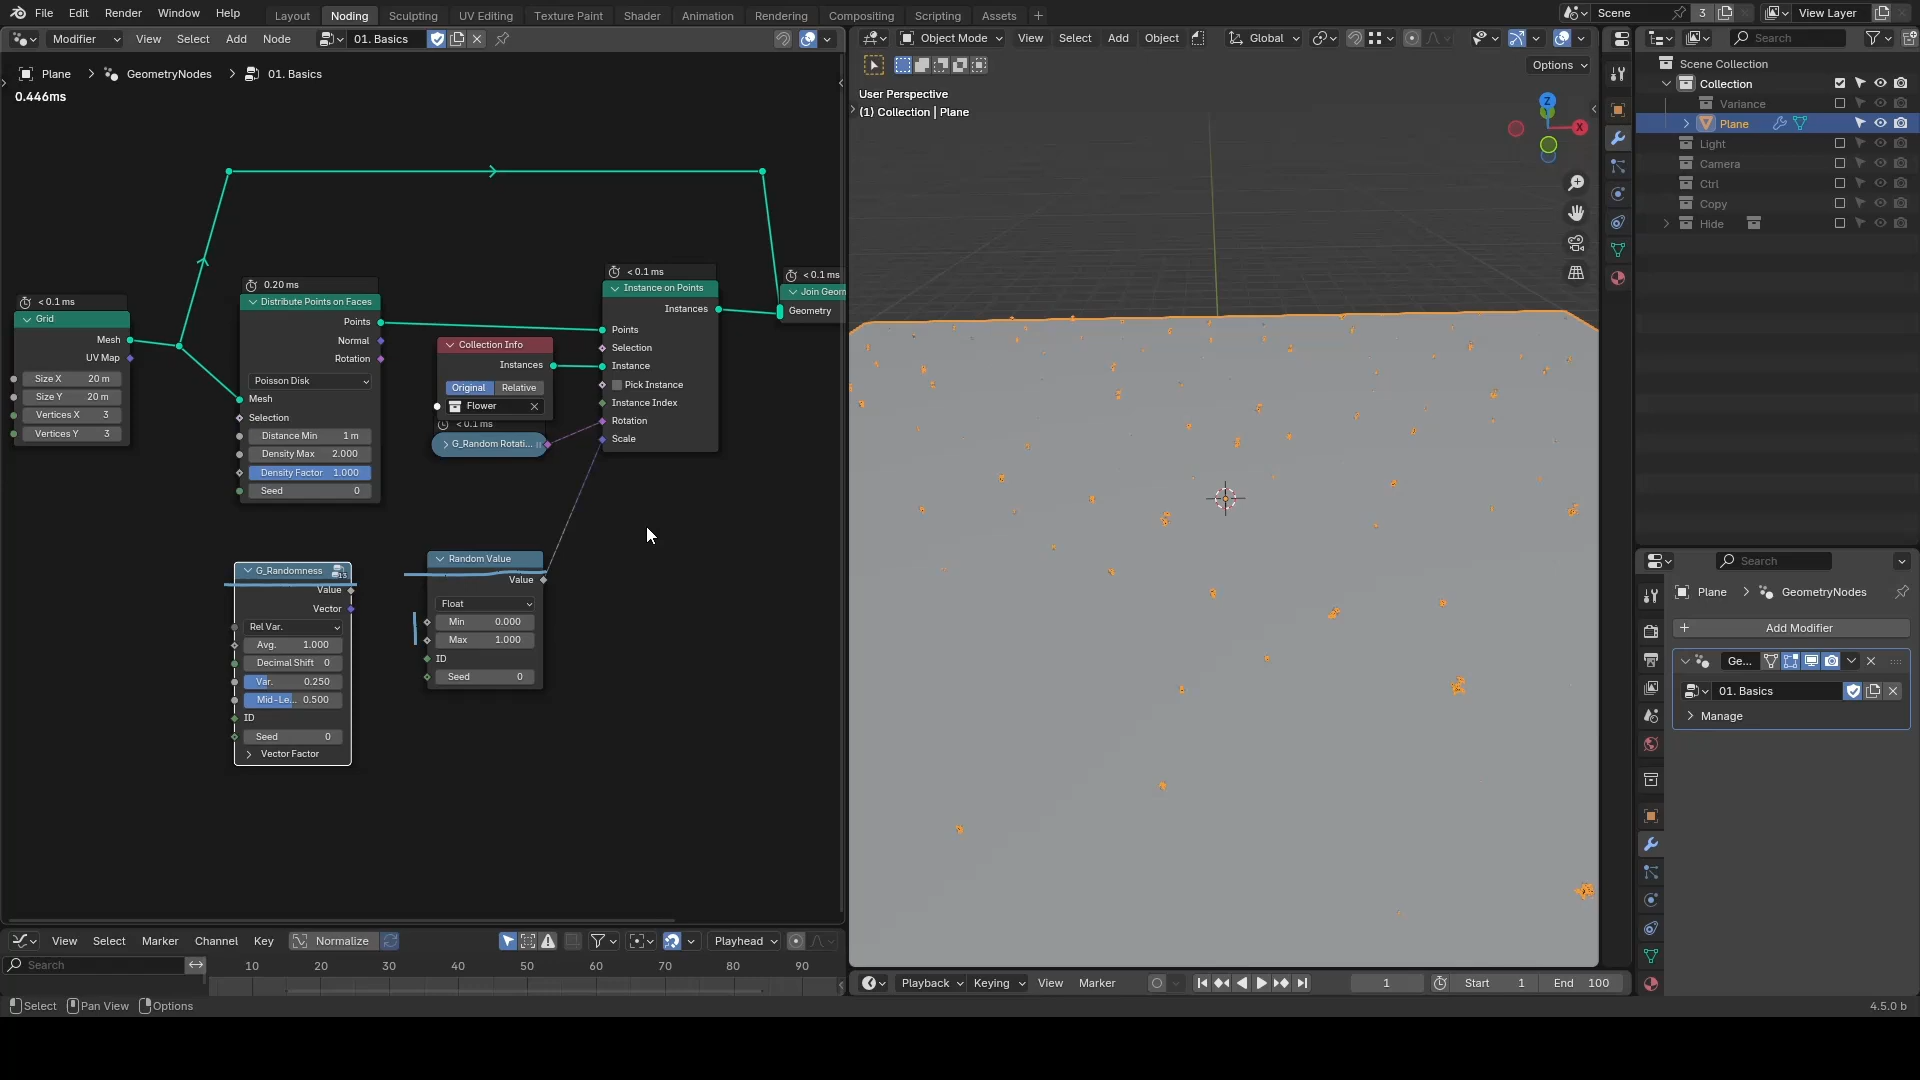 File Edit Render Window Help Layout Noding Sculpting UV Editing Texture Paint Shader Animation Rendering Compositing Scripting Assets + Scene 3 View Layer
Modifier View Select Add Node 01. Basics
Object Mode View Select Add Object Global
Search
Options
Plane > GeometryNodes > 01. Basics
0.446ms
User Perspective
(1) Collection | Plane
Z
X
Scene Collection
Collection
Variance
Plane
Light
Camera
Ctrl
Copy
Hide
< 0.1 ms
Grid
Mesh
UV Map
Size X 20 m
Size Y 20 m
Vertices X 3
Vertices Y 3
0.20 ms
Distribute Points on Faces
Points
Normal
Rotation
Poisson Disk
Mesh
Selection
Distance Min 1 m
Density Max 2.000
Density Factor 1.000
Seed 0
Collection Info
Instances
Original Relative
Flower
< 0.1 ms
G_Random Rotati...
< 0.1 ms
Instance on Points
Instances
Points
Selection
Instance
Pick Instance
Instance Index
Rotation
Scale
< 0.1 ms
Join Geom
Geometry
G_Randomness
13
Value
Vector
Rel Var.
Avg. 1.000
Decimal Shift 0
Var. 0.250
Mid-Le... 0.500
ID
Seed 0
Vector Factor
Random Value
Value
Float
Min 0.000
Max 1.000
ID
Seed 0
Search
Plane > GeometryNodes
+ Add Modifier
Ge...
01. Basics
Manage
View Select Marker Channel Key Normalize Playhead
Search
10 20 30 40 50 60 70 80 90
Playback Keying View Marker 1 Start 1 End 100
Select Pan View Options
4.5.0 b